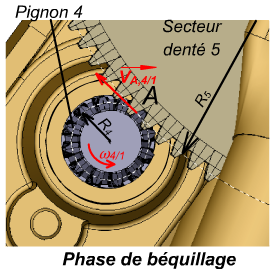 Pignon 4
Secteur
denté 5
V A,4/1
A
R5
R4
ω4/1
Phase de béquillage